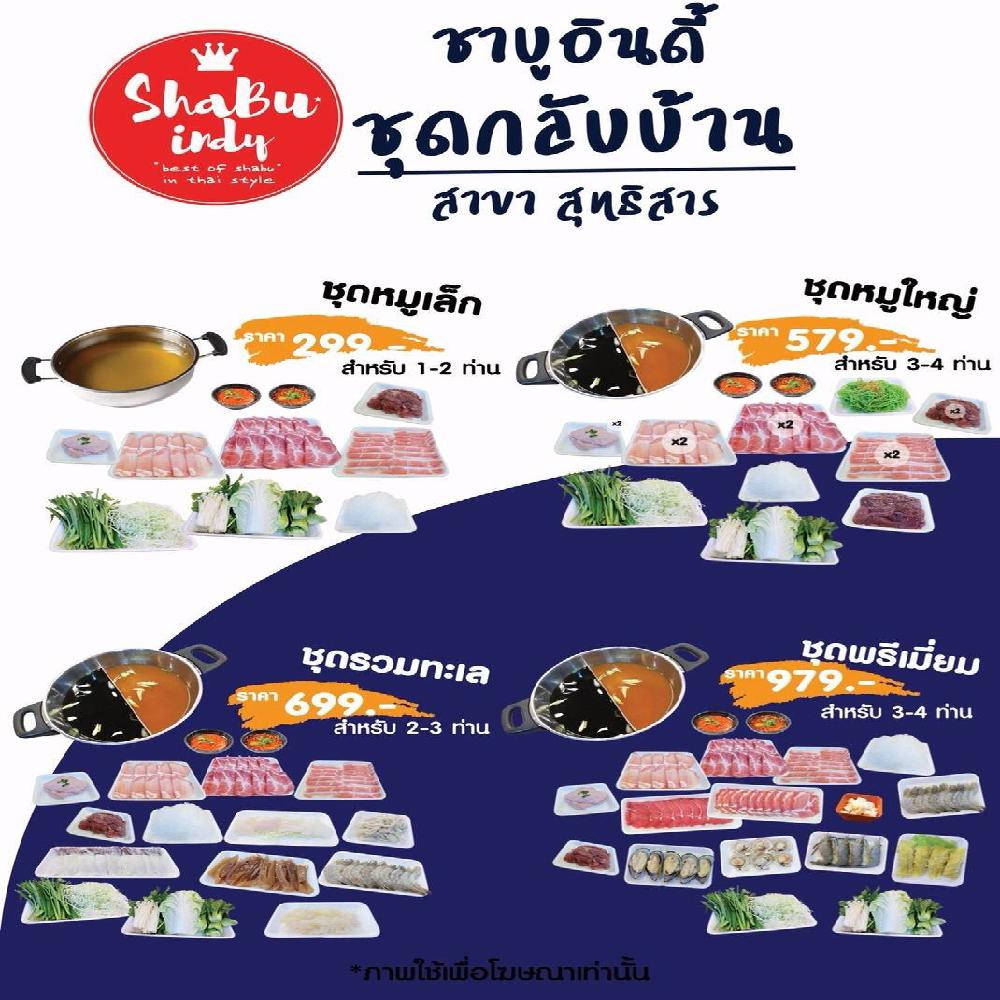 ShaBu
indy
"best of shabu"
in thai style
ชาบูอินดี้
ชุดกลับบ้าน
สาขา สุทธิสาร
ชุดหมูเล็ก
ราคา 299.-
สำหรับ 1-2 ท่าน
ชุดหมูใหญ่
ราคา 579.-
สำหรับ 3-4 ท่าน
x2
x2
x2
x2
x2
ชุดรวมทะเล
ราคา 699.-
สำหรับ 2-3 ท่าน
ชุดพรีเมี่ยม
ราคา 979.-
สำหรับ 3-4 ท่าน
*ภาพใช้เพื่อโฆษณาเท่านั้น